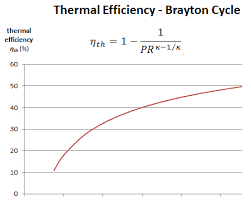 Thermal Efficiency - Brayton Cycle
thermal
efficiency
ηth (%)
ηth = 1 - 1 / PR^κ−1/κ
60
50
40
30
20
10
0